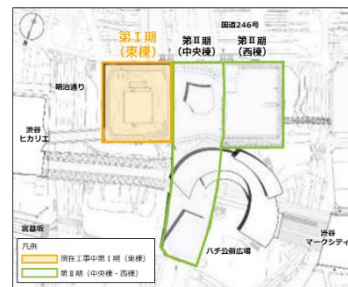 国道246号
第Ⅰ期
(東棟)
第Ⅱ期
(中央棟)
第Ⅱ期
(西棟)
明治通り
渋谷
ヒカリエ
宮益坂
ハチ公前広場
渋谷
マークシティ
凡例
現在工事中第Ⅰ期(東棟)
第Ⅱ期(中央棟・西棟)